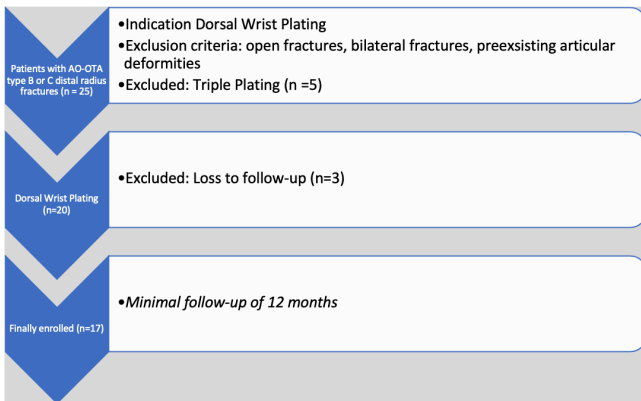 Patients with AO-OTA
type B or C distal radius
fractures (n = 25)
•Indication Dorsal Wrist Plating
•Exclusion criteria: open fractures, bilateral fractures, preexsisting articular
deformities
•Excluded: Triple Plating (n =5)
Dorsal Wrist Plating
(n=20)
•Excluded: Loss to follow-up (n=3)
Finally enrolled (n=17)
•Minimal follow-up of 12 months